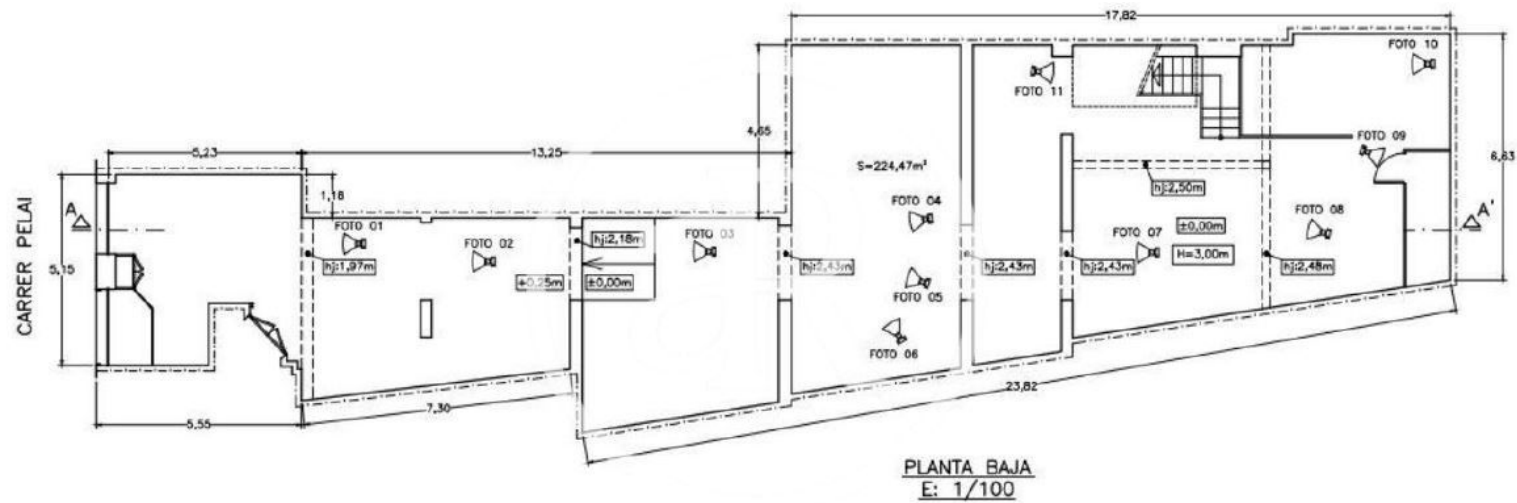 17,82
FOTO 10
FOTO 11
4,65
FOTO 09
5,23
13,25
S=224,47m²
6,63
CARRER PELAI
A
1,18
hj:2,50m
FOTO 01
FOTO 02
hj:2,18m
FOTO 03
FOTO 04
±0,00m
FOTO 08
A'
5,15
hj:1,97m
+0,25m
±0,00m
hj:2,43m
hj:2,43m
hj:2,43m
FOTO 07
H=3,00m
hj:2,48m
FOTO 05
FOTO 06
7,30
23,82
5,55
PLANTA BAJA
E: 1/100